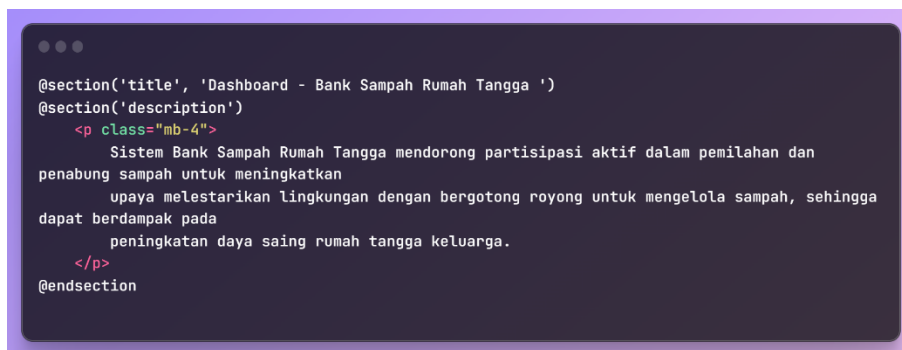 @section('title', 'Dashboard - Bank Sampah Rumah Tangga ')
@section('description')
    <p class="mb-4">
        Sistem Bank Sampah Rumah Tangga mendorong partisipasi aktif dalam pemilahan dan
penabung sampah untuk meningkatkan
        upaya melestarikan lingkungan dengan bergotong royong untuk mengelola sampah, sehingga
dapat berdampak pada
        peningkatan daya saing rumah tangga keluarga.
    </p>
@endsection